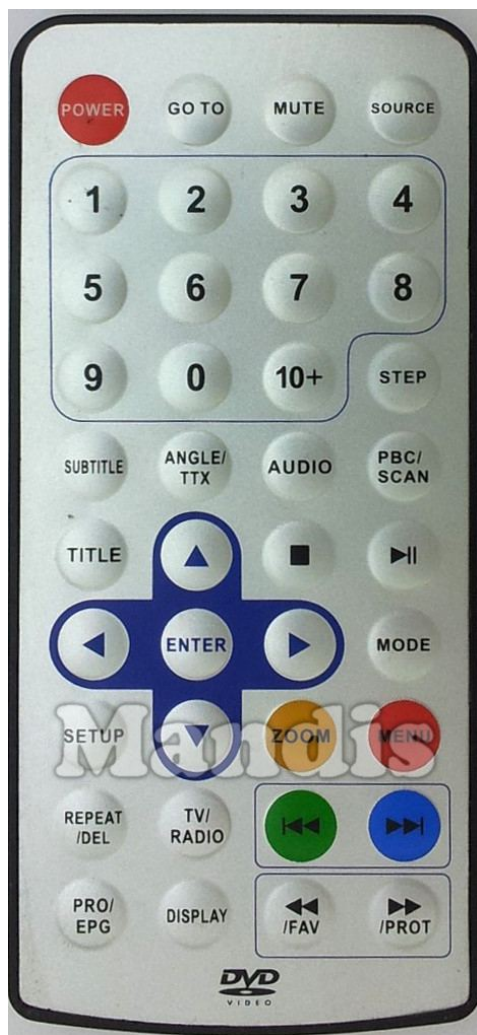 POWER GO TO MUTE SOURCE
1 2 3 4
5 6 7 8
9 0 10+ STEP
SUBTITLE ANGLE/
TTX AUDIO PBC/
SCAN
TITLE
ENTER MODE
SETUP ZOOM MENU
Mandis
REPEAT
/DEL TV/
RADIO
PRO/
EPG DISPLAY /FAV /PROT
DVD
VIDEO